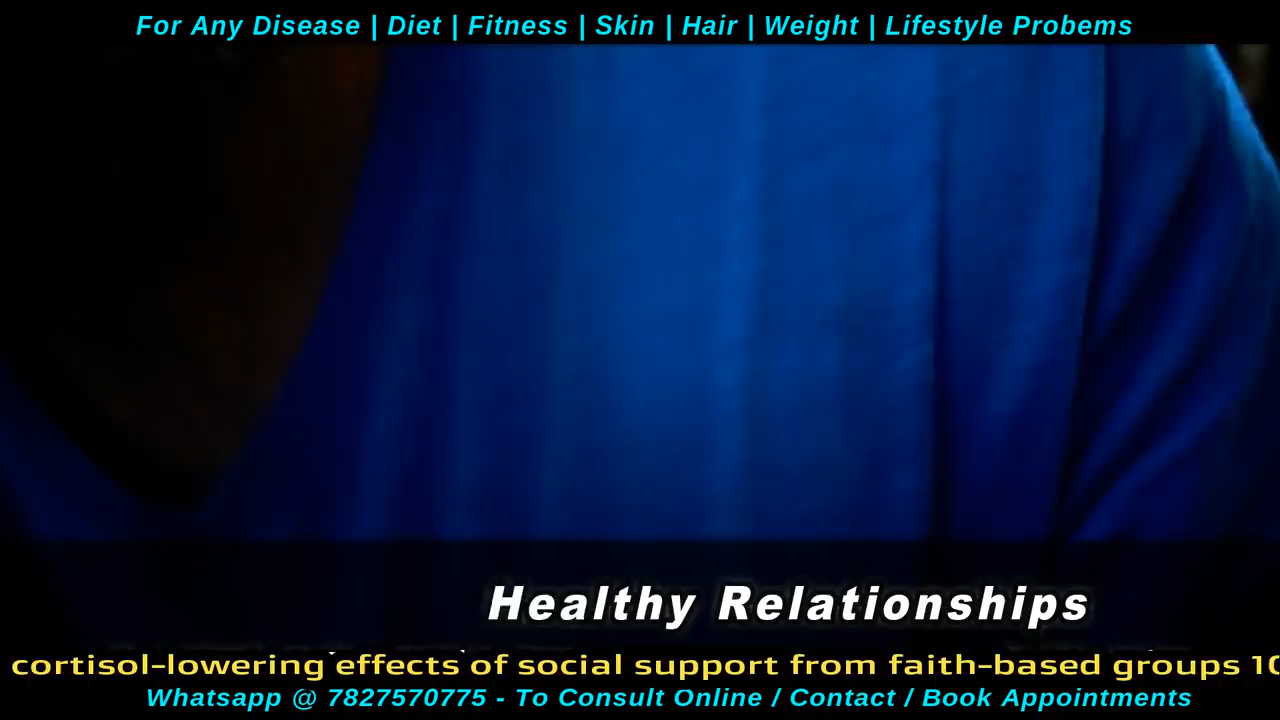 For Any Disease | Diet | Fitness | Skin | Hair | Weight | Lifestyle Probems
Healthy Relationships
cortisol-lowering effects of social support from faith-based groups 10
Whatsapp @ 7827570775 - To Consult Online / Contact / Book Appointments